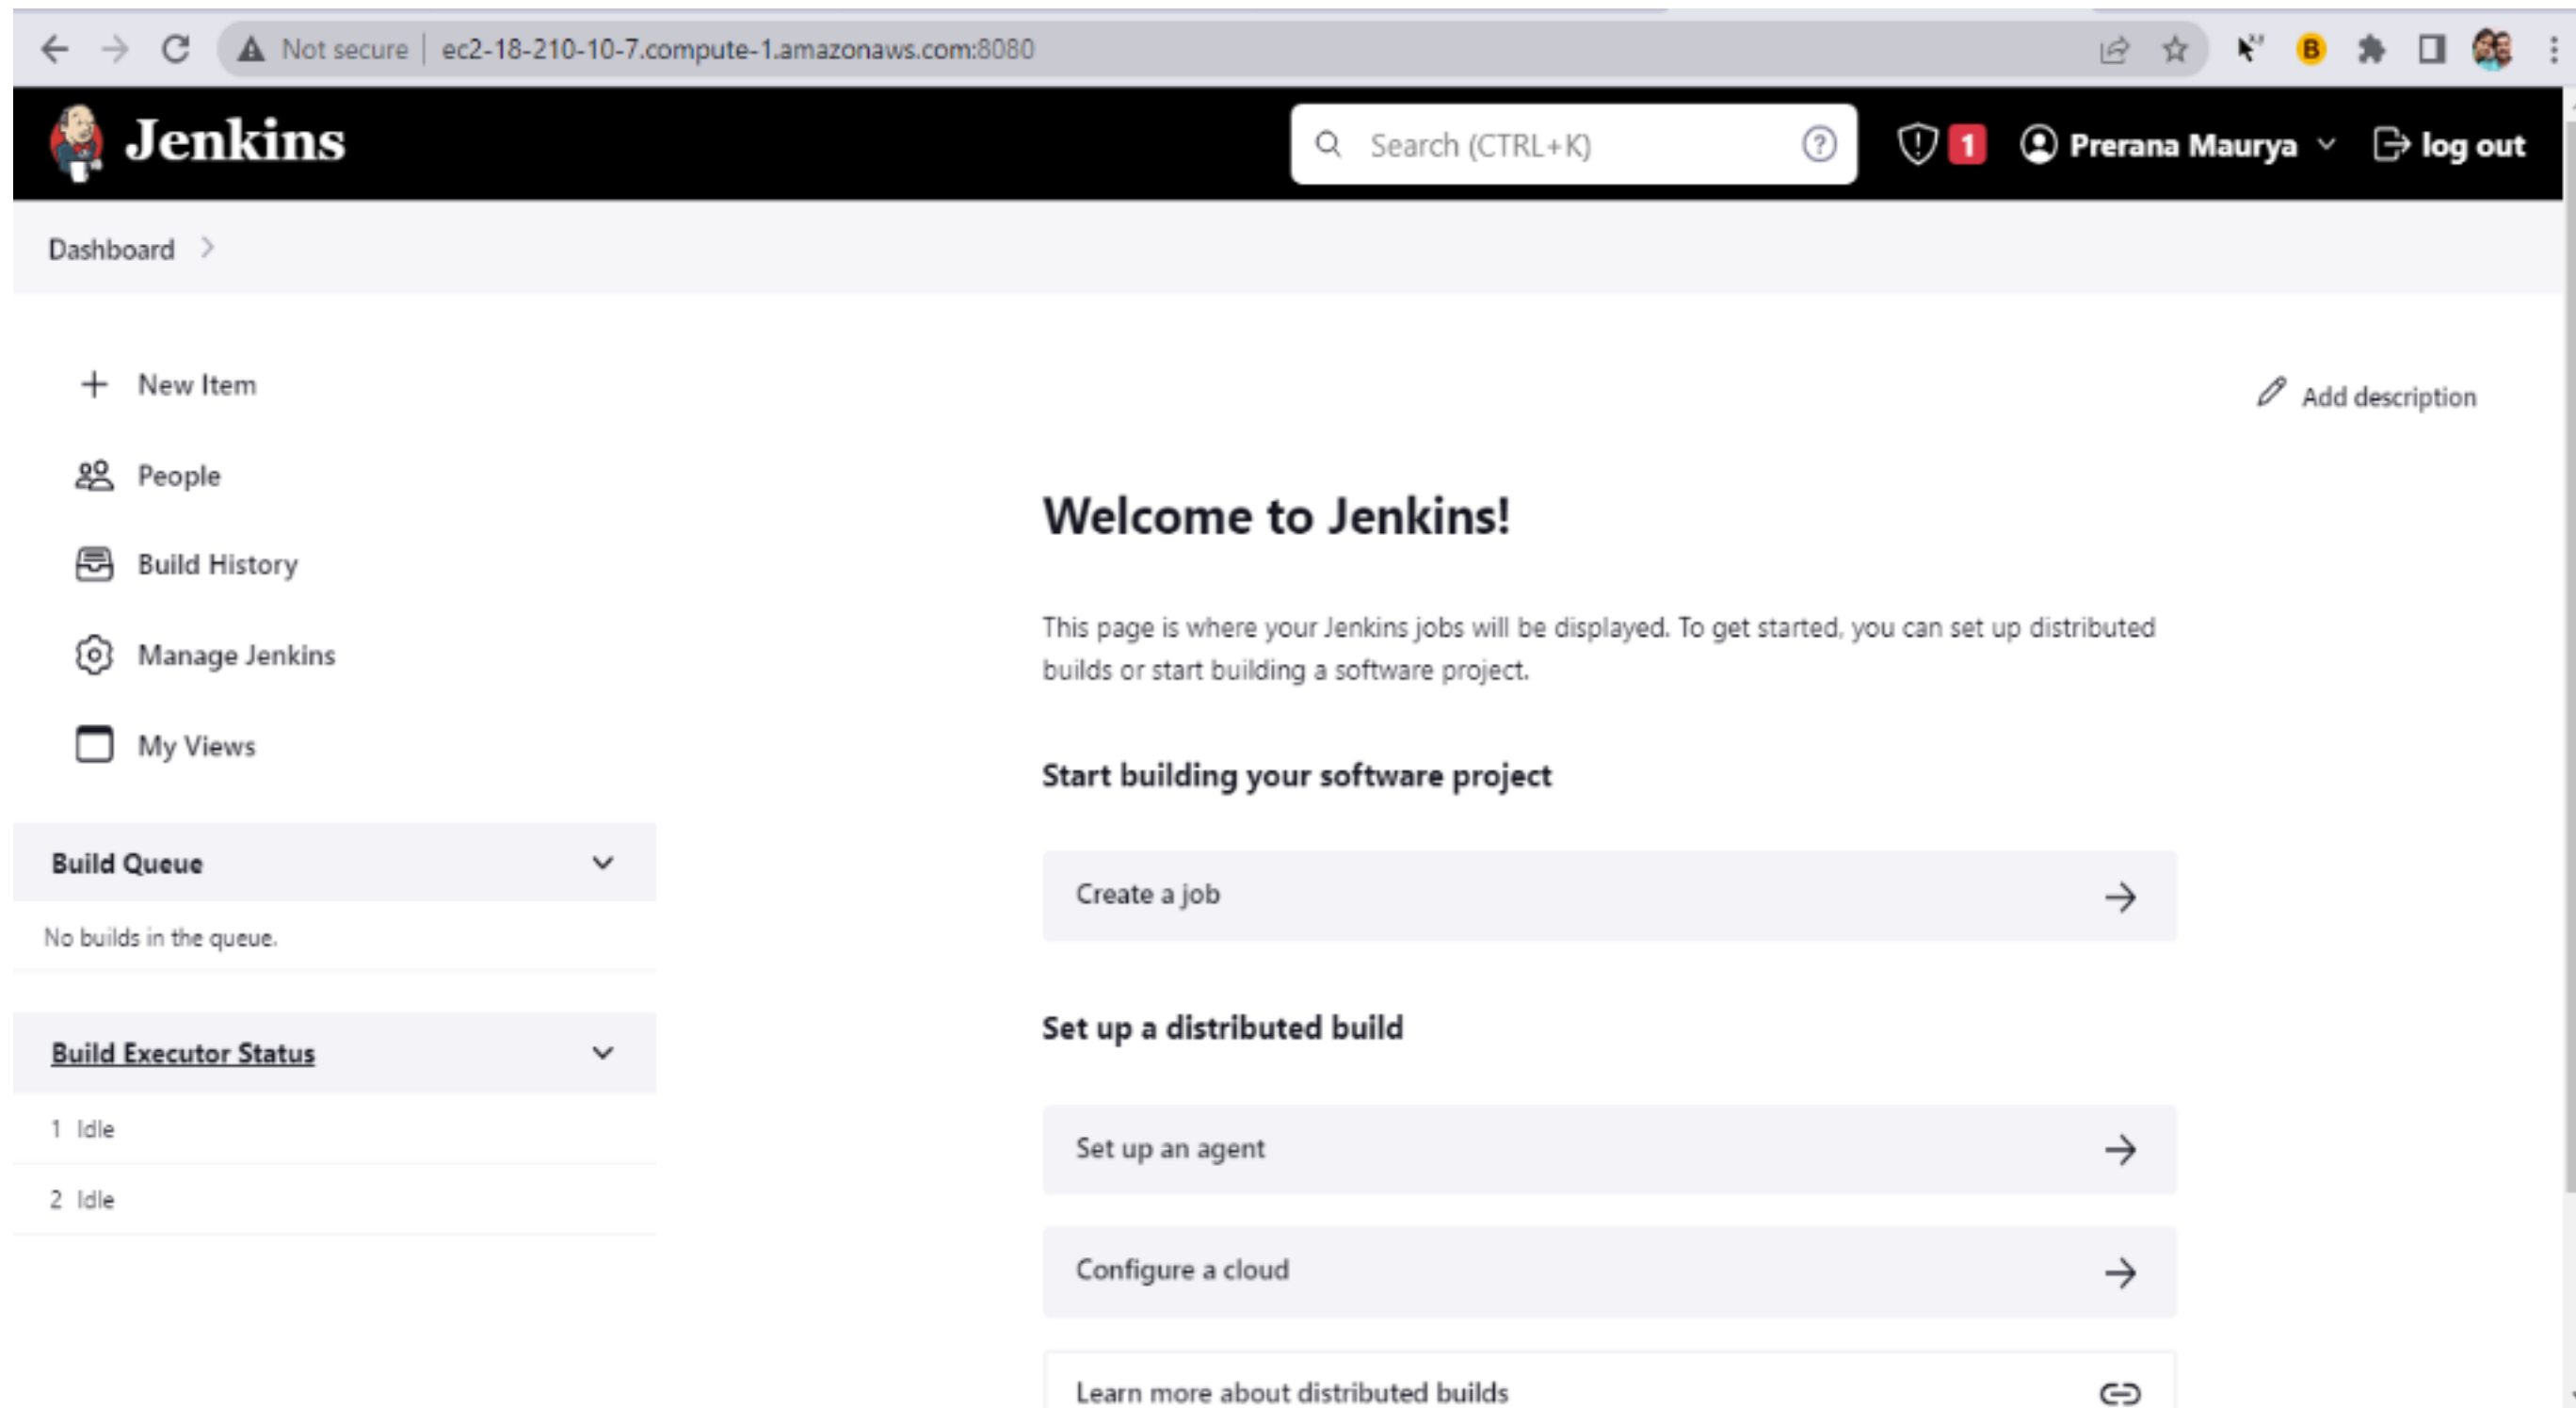 Not secure | ec2-18-210-10-7.compute-1.amazonaws.com:8080
B
Jenkins
Search (CTRL+K)
1
Prerana Maurya
log out
Dashboard
New Item
Add description
People
Build History
Manage Jenkins
My Views
Build Queue
No builds in the queue.
Build Executor Status
1 Idle
2 Idle
Welcome to Jenkins!
This page is where your Jenkins jobs will be displayed. To get started, you can set up distributed
builds or start building a software project.
Start building your software project
Create a job
Set up a distributed build
Set up an agent
Configure a cloud
Learn more about distributed builds